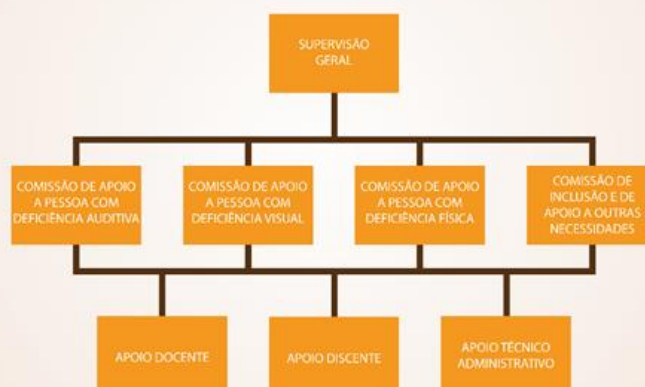 SUPERVISÃO
GERAL
COMISSÃO DE APOIO
A PESSOA COM
DEFICIÊNCIA AUDITIVA
COMISSÃO DE APOIO
A PESSOA COM
DEFICIÊNCIA VISUAL
COMISSÃO DE APOIO
A PESSOA COM
DEFICIÊNCIA FÍSICA
COMISSÃO DE
INCLUSÃO E DE
APOIO A OUTRAS
NECESSIDADES
APOIO DOCENTE
APOIO DISCENTE
APOIO TÉCNICO
ADMINISTRATIVO